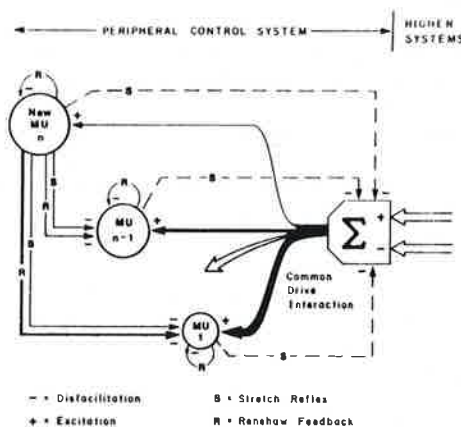 PERIPHERAL CONTROL SYSTEM
HIGHER
SYSTEMS
R
-
New
MU
n
+
S
S
R
-
MU
n-1
+
S
R
- -
- - -
Σ
+
-
-
Common
Drive
Interaction
R
S
- -
MU
1
+
-
R
S
- = Disfacilitation
S = Stretch Reflex
+ = Excitation
R = Renshaw Feedback